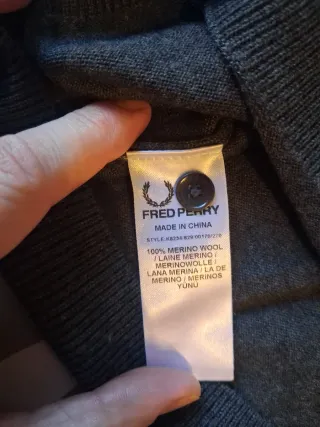 FRED PERRY
MADE IN CHINA
100% MERINO WOOL
/ LAINE MERINO /
MERINOWOLLE /
LANA MERINA / LA DE
MERINO / MERINOS
YÜNÜ